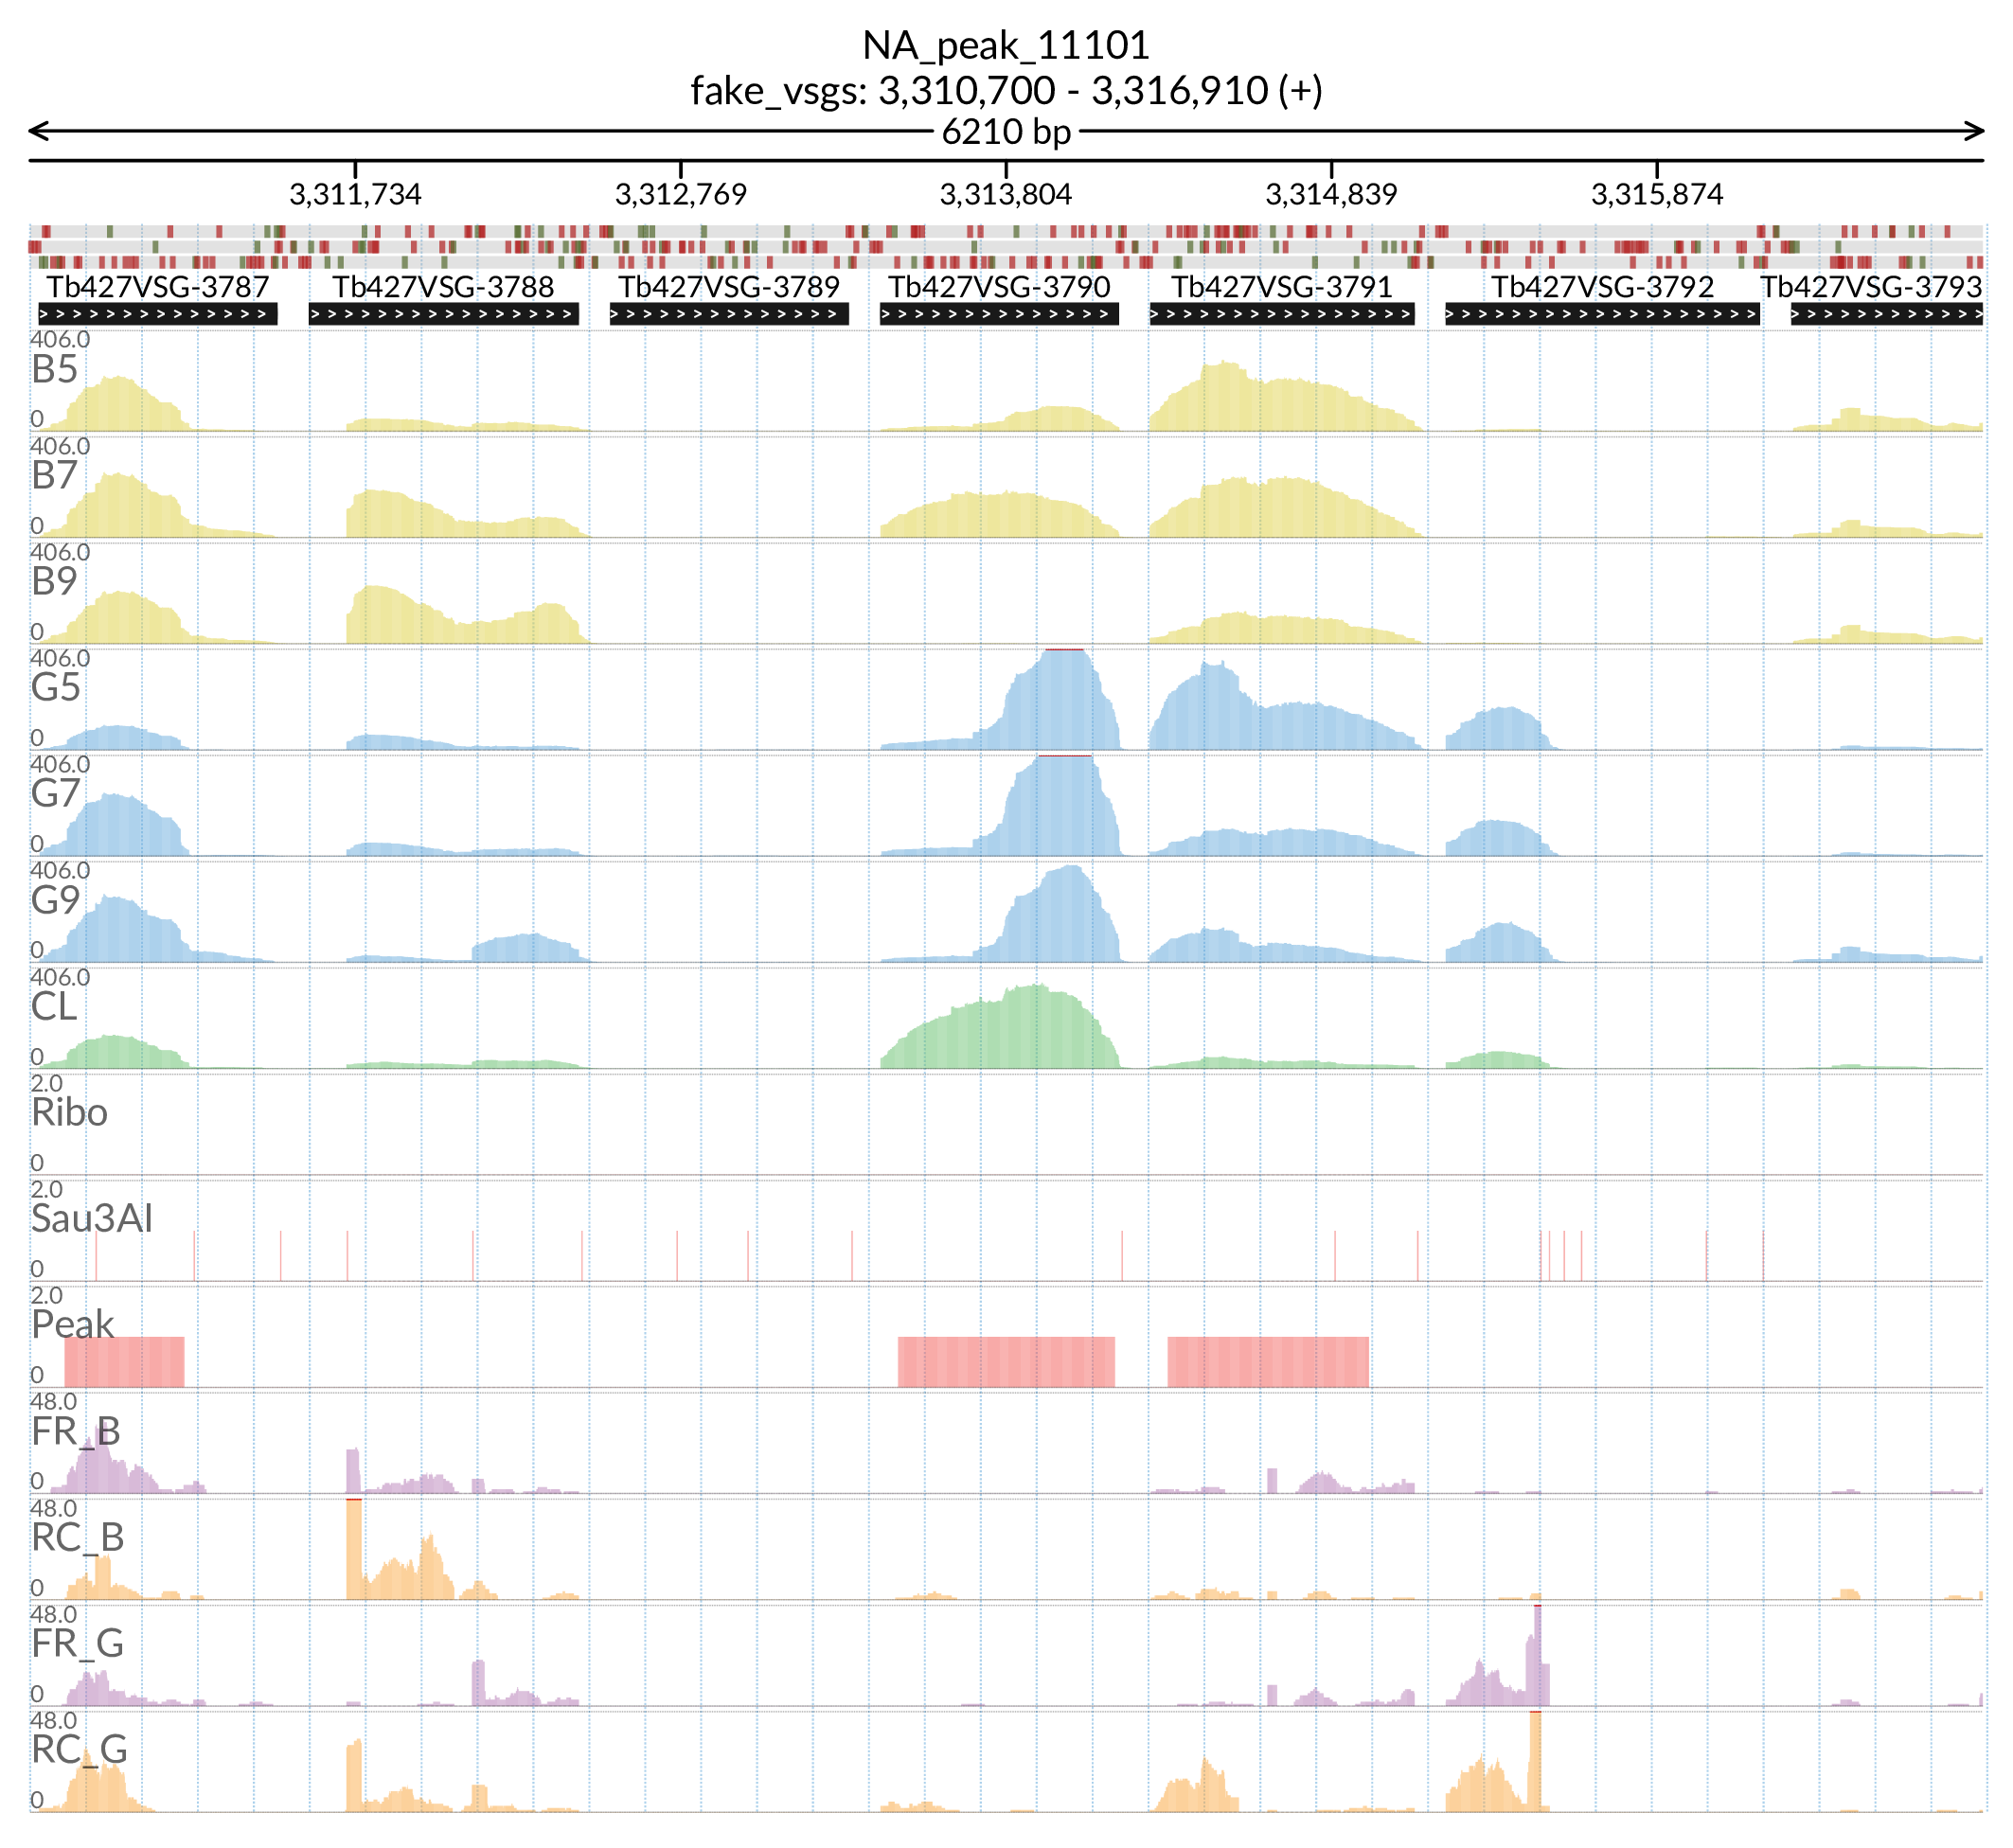 NA_peak_11101
fake_vsgs: 3,310,700 - 3,316,910 (+)
6210 bp
3,311,734 3,312,769 3,313,804 3,314,839 3,315,874
Tb427VSG-3787 Tb427VSG-3788 Tb427VSG-3789 Tb427VSG-3790 Tb427VSG-3791 Tb427VSG-3792 Tb427VSG-3793
406.0
B5
0
406.0
B7
0
406.0
B9
0
406.0
G5
0
406.0
G7
0
406.0
G9
0
406.0
CL
0
2.0
Ribo
0
2.0
Sau3AI
0
2.0
Peak
0
48.0
FR_B
0
48.0
RC_B
0
48.0
FR_G
0
48.0
RC_G
0